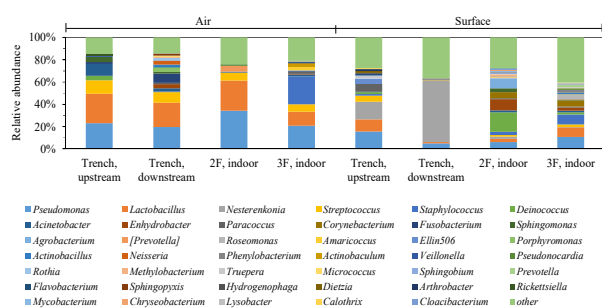 Air Surface
100%
80%
60%
40%
20%
0%
Relative abundance
Trench, upstream
Trench, downstream
2F, indoor
3F, indoor
Trench, upstream
Trench, downstream
2F, indoor
3F, indoor
Pseudomonas Lactobacillus Nesterenkonia Streptococcus Staphylococcus Deinococcus
Acinetobacter Enhydrobacter Paracoccus Corynebacterium Fusobacterium Sphingomonas
Agrobacterium [Prevotella] Roseomonas Amaricoccus Ellin506 Porphyromonas
Actinobacillus Neisseria Phenylobacterium Actinobaculum Veillonella Pseudonocardia
Rothia Methylobacterium Truepera Micrococcus Sphingobium Prevotella
Flavobacterium Sphingopyxis Hydrogenophaga Dietzia Arthrobacter Rickettsiella
Mycobacterium Chryseobacterium Lysobacter Calothrix Cloacibacterium other